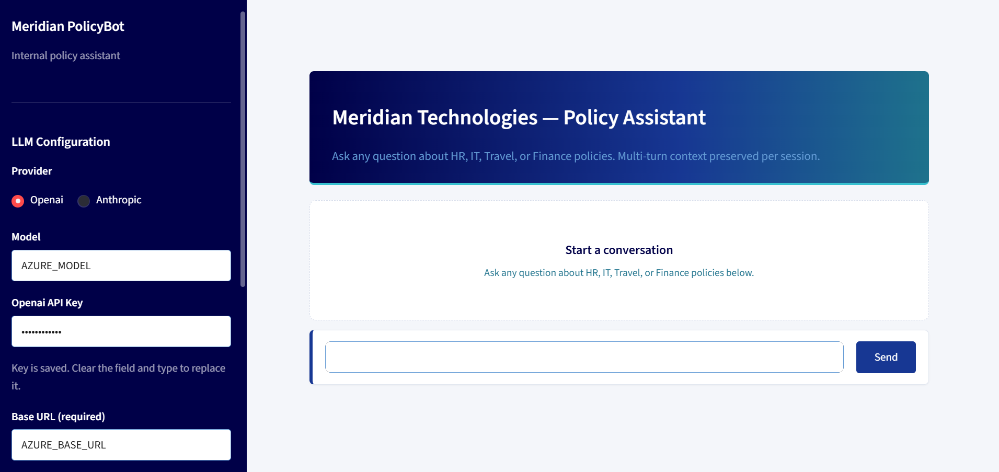 Meridian PolicyBot
Internal policy assistant
LLM Configuration
Provider
Openai
Anthropic
Model
AZURE_MODEL
Openai API Key
••••••••••••
Key is saved. Clear the field and type to replace
it.
Base URL (required)
AZURE_BASE_URL
Meridian Technologies — Policy Assistant
Ask any question about HR, IT, Travel, or Finance policies. Multi-turn context preserved per session.
Start a conversation
Ask any question about HR, IT, Travel, or Finance policies below.
Send